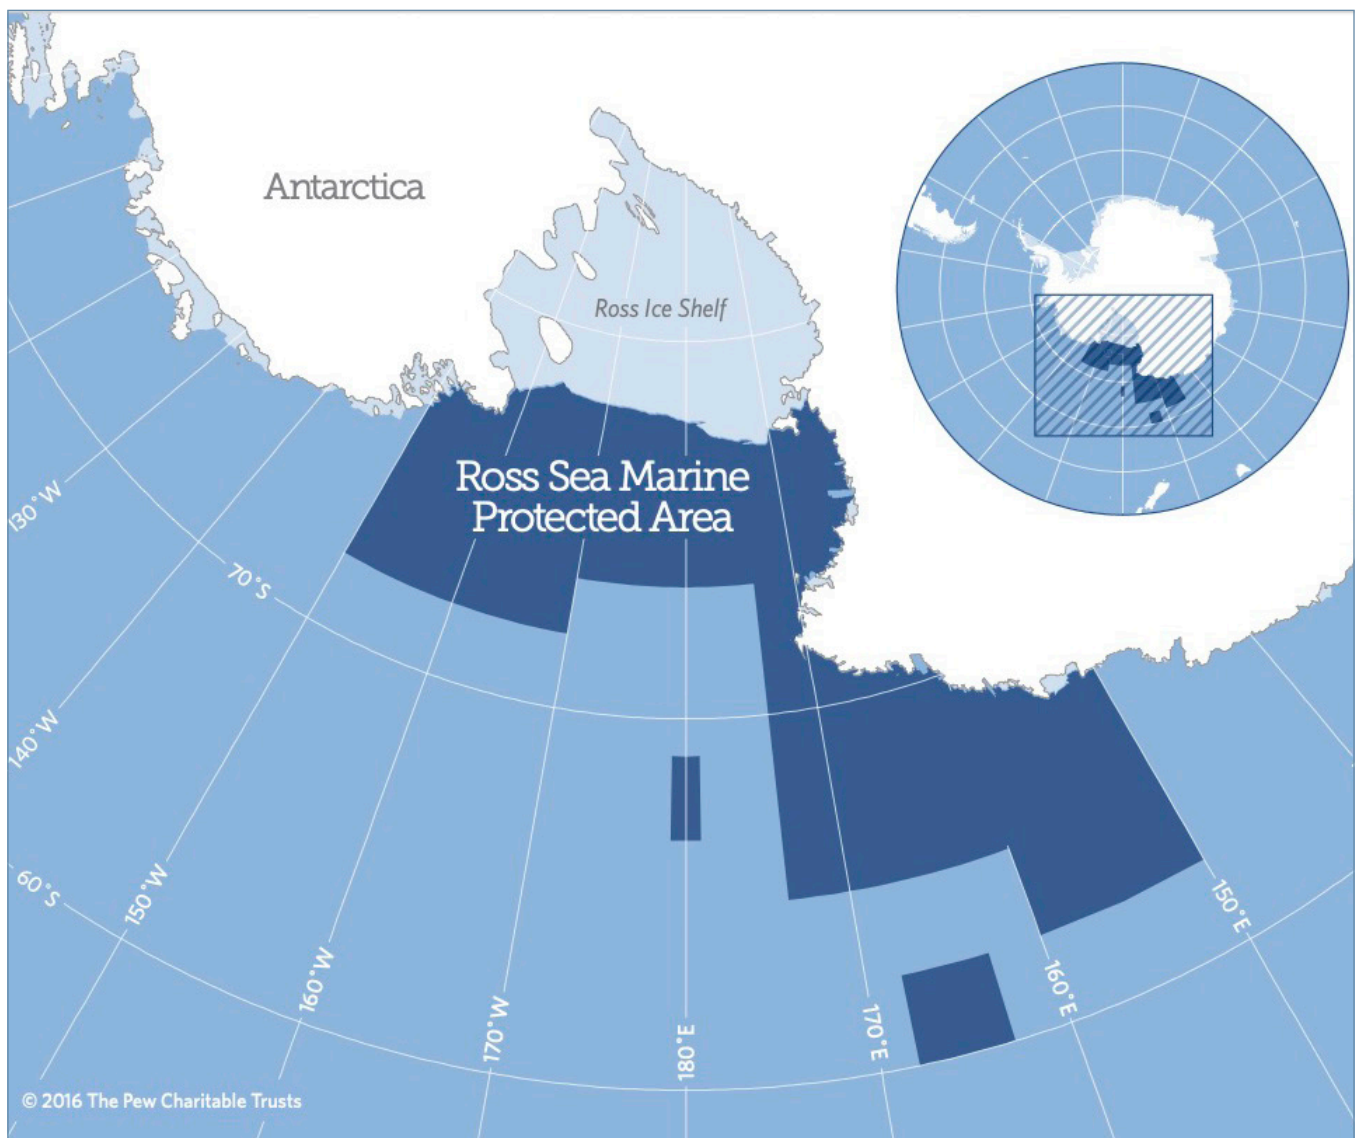 Antarctica
Ross Ice Shelf
Ross Sea Marine
Protected Area
130°W
70°S
140°W
60°S
150°W
160°W
170°W
180°E
170°E
160°E
150°E
© 2016 The Pew Charitable Trusts